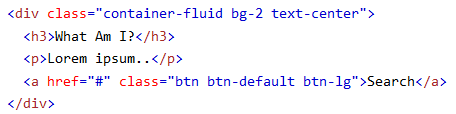 <div class="container-fluid bg-2 text-center">
  <h3>What Am I?</h3>
  <p>Lorem ipsum..</p>
  <a href="#" class="btn btn-default btn-lg">Search</a>
</div>